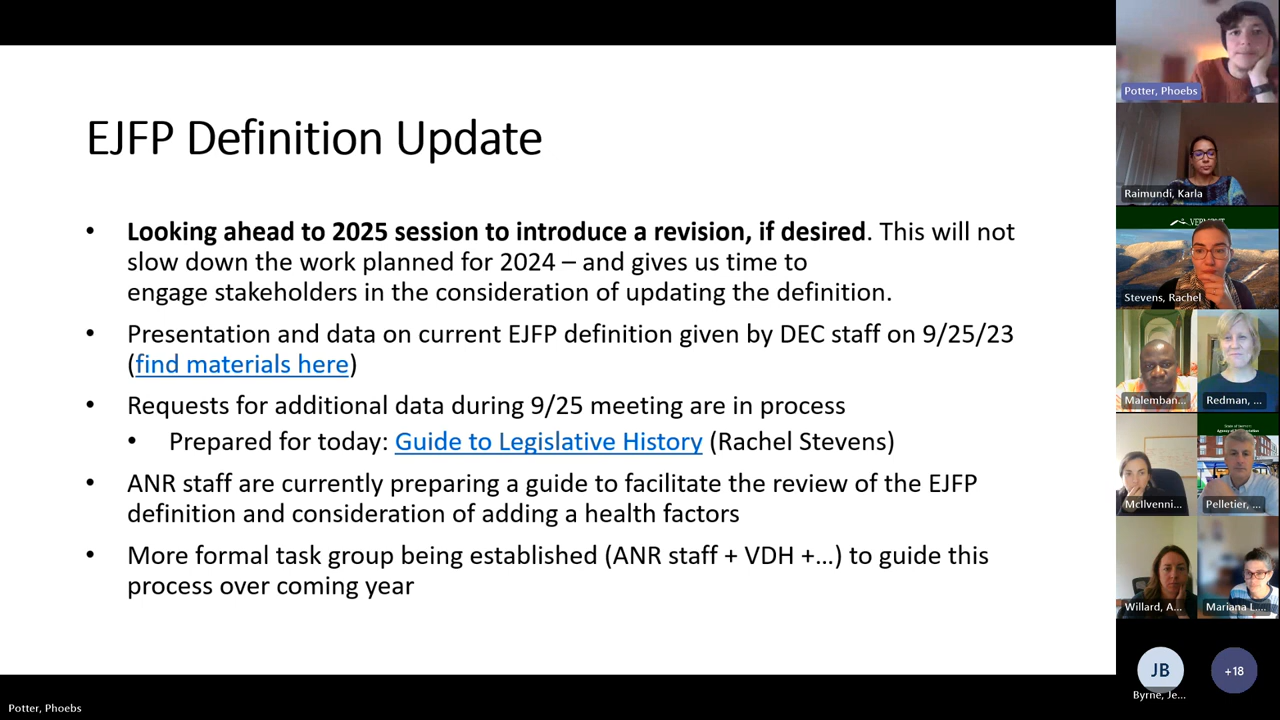 EJFP Definition Update
• Looking ahead to 2025 session to introduce a revision, if desired. This will not
slow down the work planned for 2024 – and gives us time to
engage stakeholders in the consideration of updating the definition.
• Presentation and data on current EJFP definition given by DEC staff on 9/25/23
(find materials here)
• Requests for additional data during 9/25 meeting are in process
• Prepared for today: Guide to Legislative History (Rachel Stevens)
• ANR staff are currently preparing a guide to facilitate the review of the EJFP
definition and consideration of adding a health factors
• More formal task group being established (ANR staff + VDH +...) to guide this
process over coming year
Potter, Phoebs
Potter, Phoebs
Raimundi, Karla
Stevens, Rachel
Malemban...
Redman, ...
McIlvenni...
Pelletier, ...
Willard, A...
Mariana L....
JB
Byrne, Je...
+18